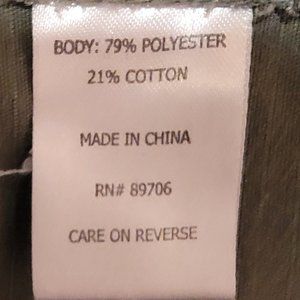 BODY: 79% POLYESTER
21% COTTON
MADE IN CHINA
RN# 89706
CARE ON REVERSE